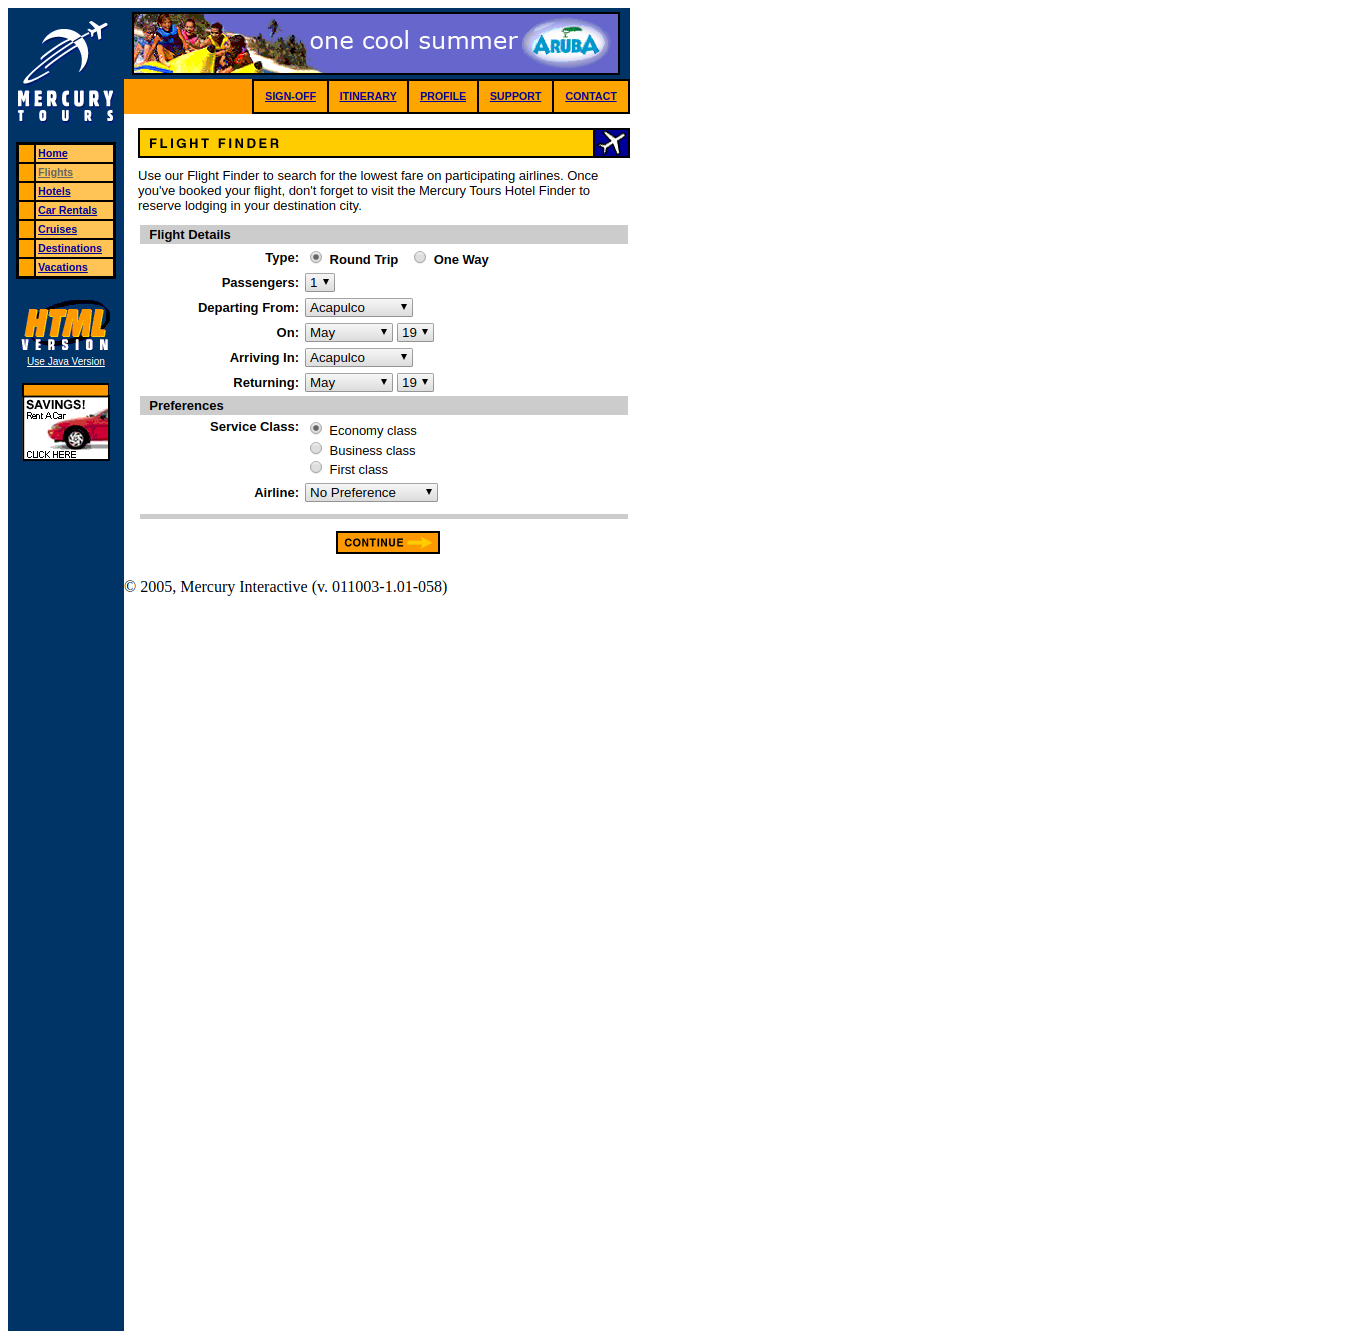 one cool summer ARUBA
MERCURY
TOURS
SIGN-OFF ITINERARY PROFILE SUPPORT CONTACT
Home
Flights
Hotels
Car Rentals
Cruises
Destinations
Vacations
HTML
VERSION
Use Java Version
SAVINGS!
Rent A Car
CLICK HERE
FLIGHT FINDER
Use our Flight Finder to search for the lowest fare on participating airlines. Once
you've booked your flight, don't forget to visit the Mercury Tours Hotel Finder to
reserve lodging in your destination city.
Flight Details
Type: Round Trip One Way
Passengers: 1
Departing From: Acapulco
On: May 19
Arriving In: Acapulco
Returning: May 19
Preferences
Service Class: Economy class
Business class
First class
Airline: No Preference
CONTINUE
© 2005, Mercury Interactive (v. 011003-1.01-058)